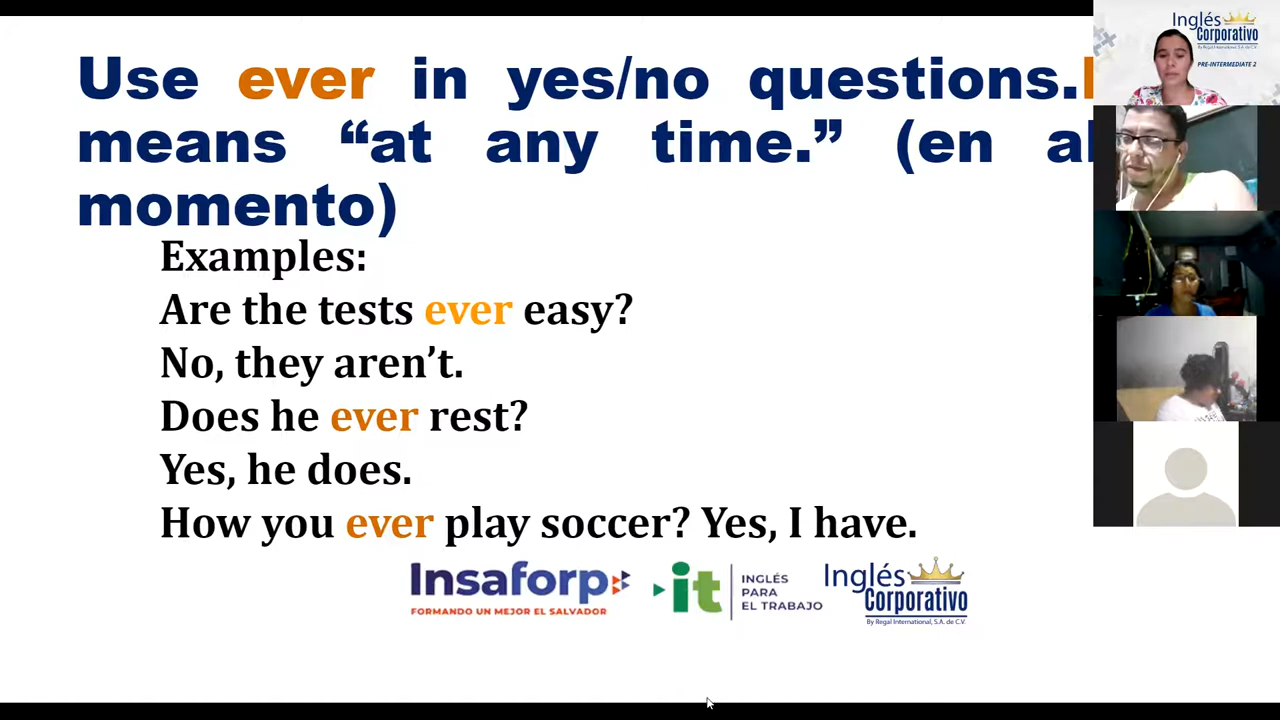 Use ever in yes/no questions.
means “at any time.” (en
momento)
Examples:
Are the tests ever easy?
No, they aren’t.
Does he ever rest?
Yes, he does.
How you ever play soccer? Yes, I have.
Insaforp
FORMANDO UN MEJOR EL SALVADOR
it
INGLÉS
PARA
EL TRABAJO
Inglés
Corporativo
By Regal International, S.A. de C.V.
Inglés
Corporativo
By Regal International, S.A. de C.V.
PRE-INTERMEDIATE 2